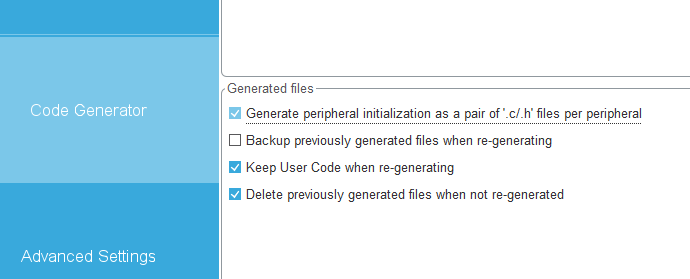 Generated files
Code Generator
Generate peripheral initialization as a pair of '.c/.h' files per peripheral
Backup previously generated files when re-generating
Keep User Code when re-generating
Delete previously generated files when not re-generated
Advanced Settings